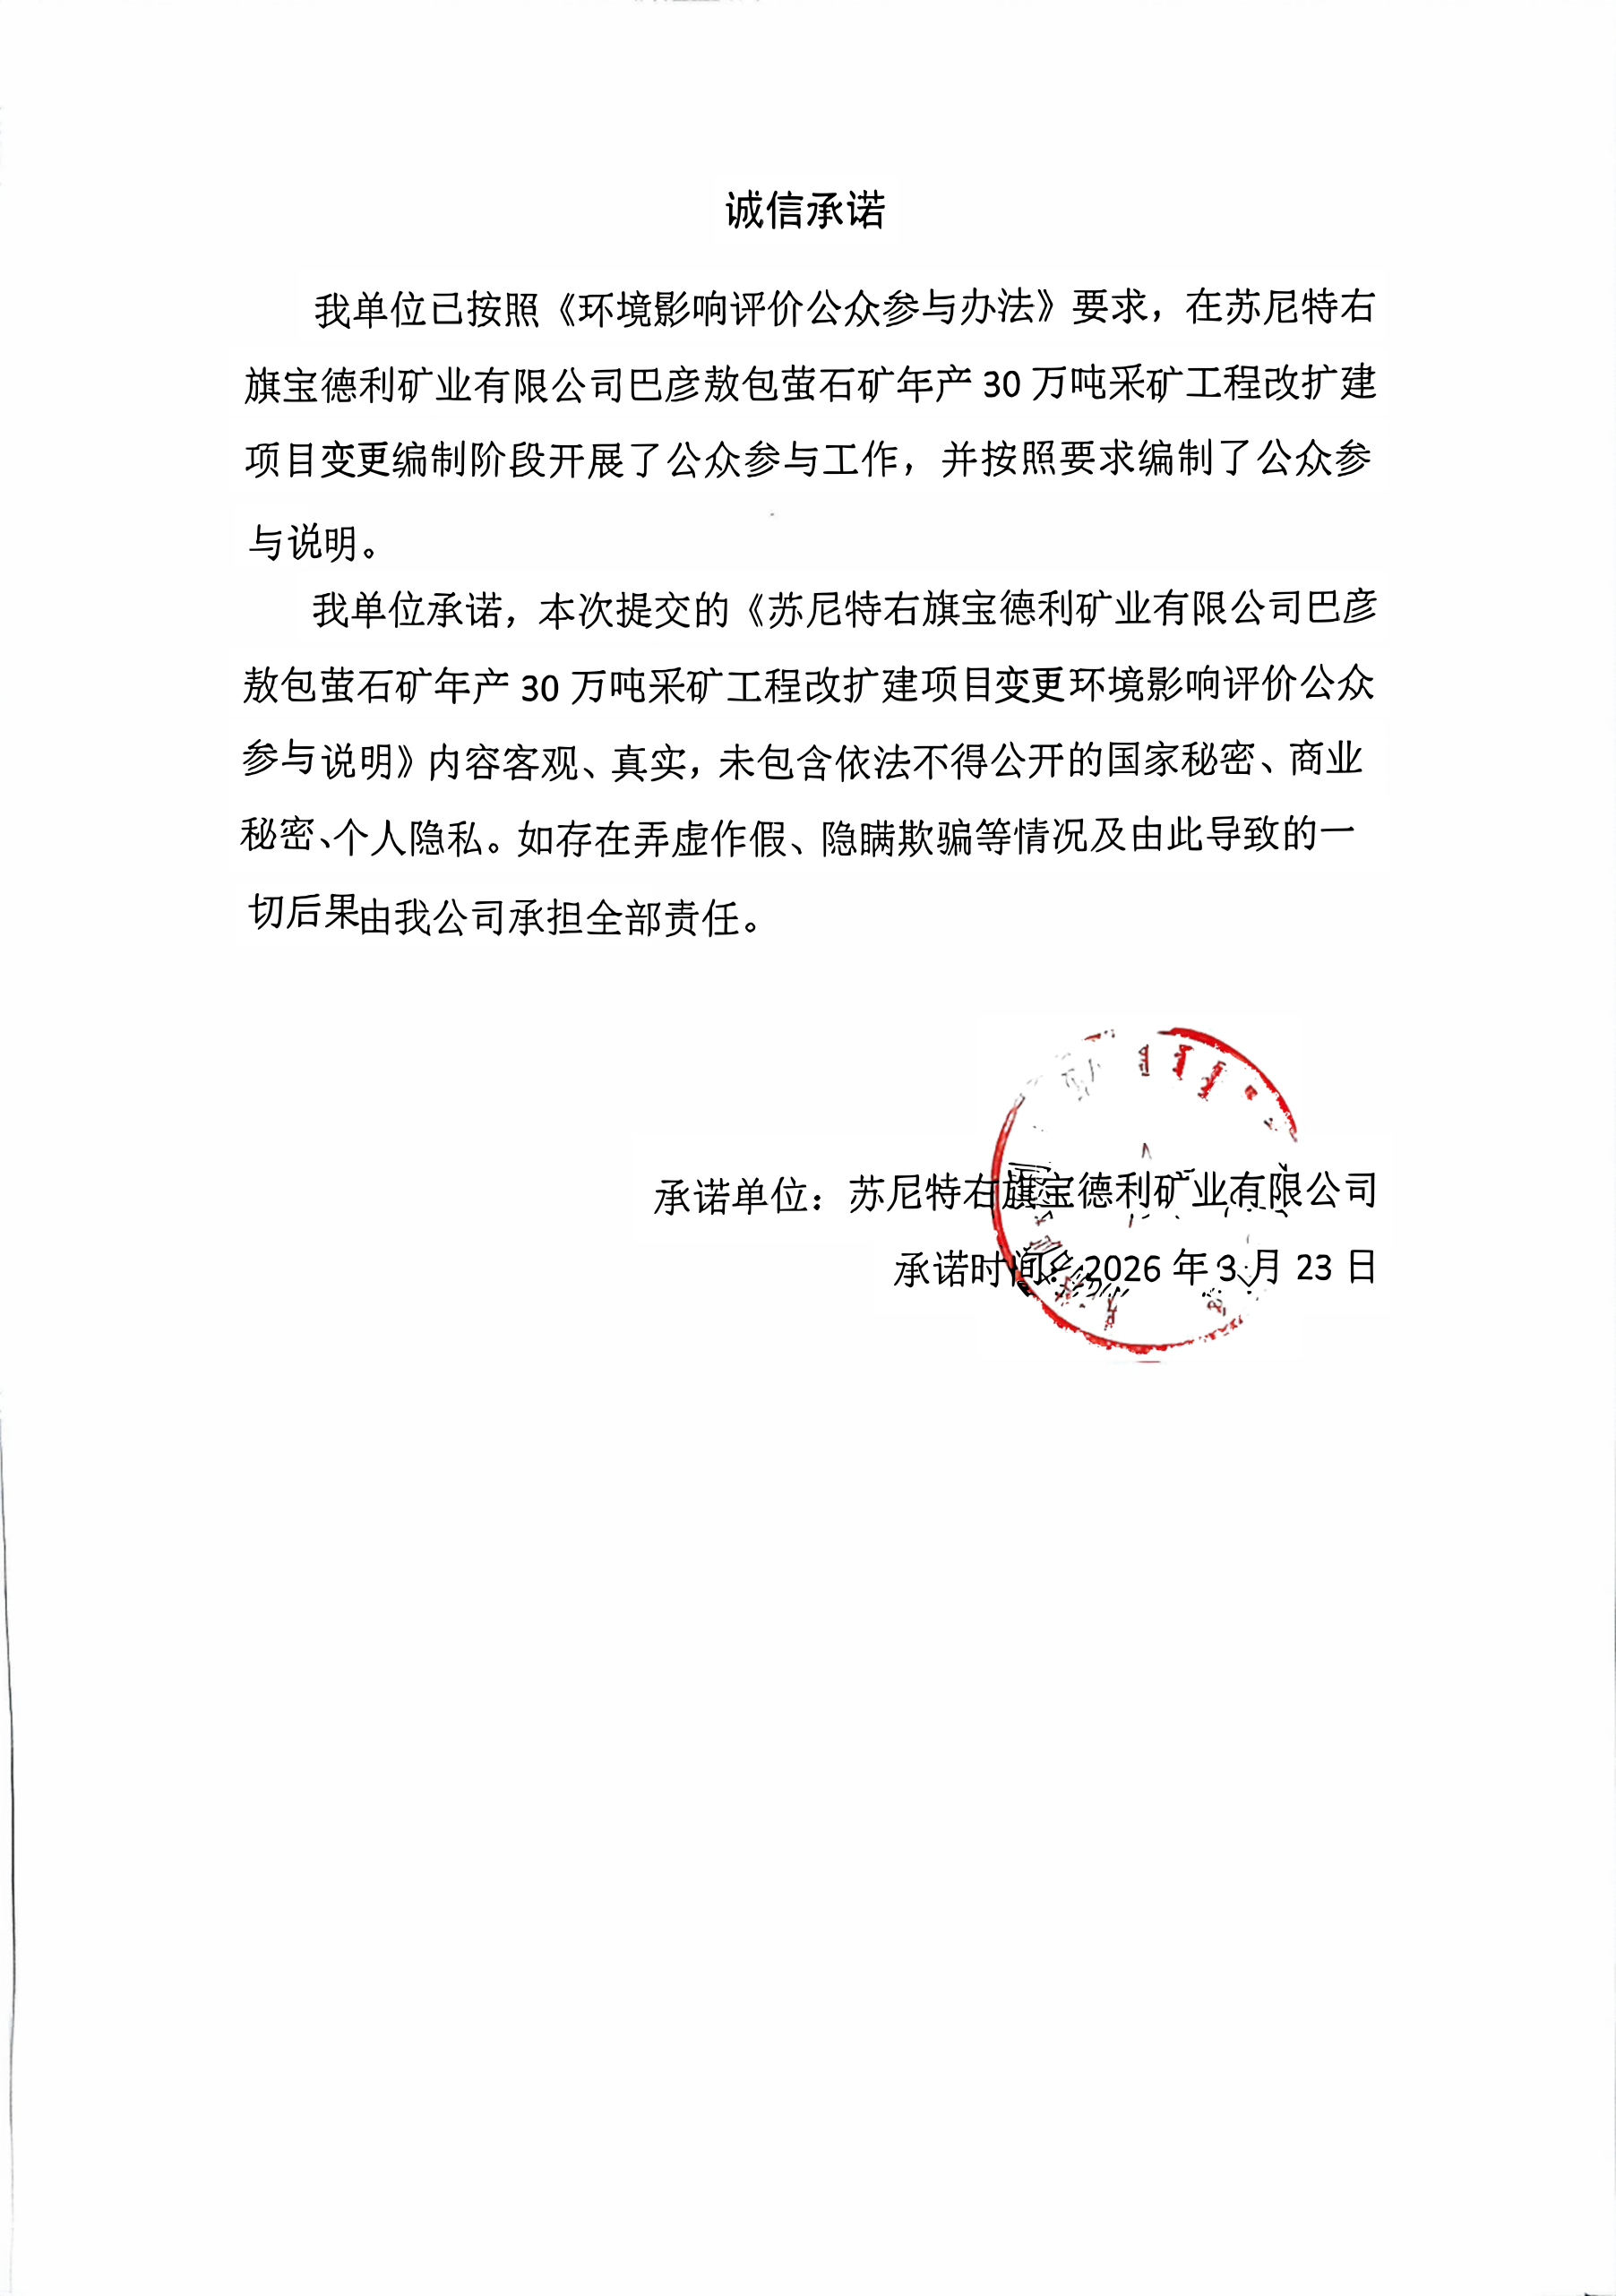 诚信承诺
我单位已按照《环境影响评价公众参与办法》要求，在苏尼特右
旗宝德利矿业有限公司巴彦敖包萤石矿年产 30 万吨采矿工程改扩建
项目变更编制阶段开展了公众参与工作，并按照要求编制了公众参
与说明。
我单位承诺，本次提交的《苏尼特右旗宝德利矿业有限公司巴彦
敖包萤石矿年产 30 万吨采矿工程改扩建项目变更环境影响评价公众
参与说明》内容客观、真实，未包含依法不得公开的国家秘密、商业
秘密、个人隐私。如存在弄虚作假、隐瞒欺骗等情况及由此导致的一
切后果由我公司承担全部责任。
承诺单位：苏尼特右旗宝德利矿业有限公司
承诺时间：2026 年 3 月 23 日